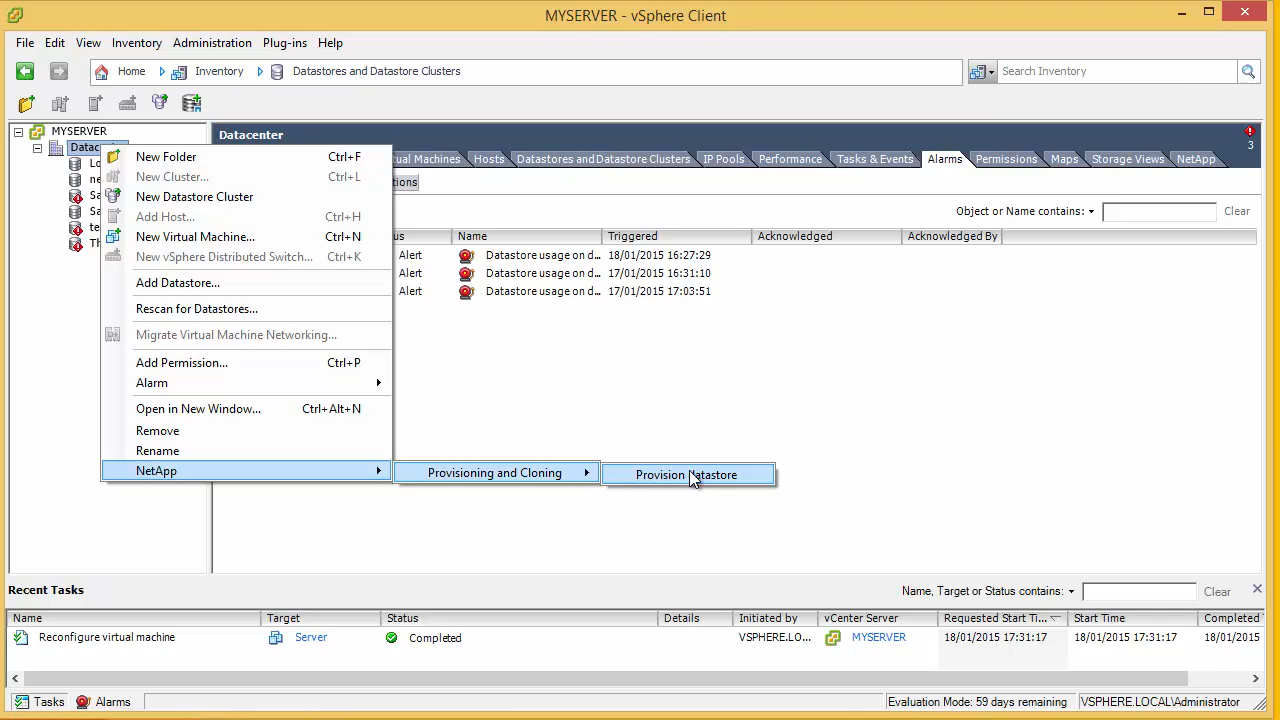 MYSERVER - vSphere Client
File Edit View Inventory Administration Plug-ins Help
Home Inventory Datastores and Datastore Clusters Search Inventory
MYSERVER
Datacenter
3
New Folder Ctrl+F
New Cluster... Ctrl+L
New Datastore Cluster
Add Host... Ctrl+H
New Virtual Machine... Ctrl+N
New vSphere Distributed Switch... Ctrl+K
Add Datastore...
Rescan for Datastores...
Migrate Virtual Machine Networking...
Add Permission... Ctrl+P
Alarm
Open in New Window... Ctrl+Alt+N
Remove
Rename
NetApp
Provisioning and Cloning
Provision Datastore
Machines Hosts Datastores and Datastore Clusters IP Pools Performance Tasks & Events Alarms Permissions Maps Storage Views NetApp
Object or Name contains: Clear
Name Triggered Acknowledged Acknowledged By
Alert Datastore usage on d... 18/01/2015 16:27:29
Alert Datastore usage on d... 17/01/2015 16:31:10
Alert Datastore usage on d... 17/01/2015 17:03:51
Recent Tasks Name, Target or Status contains: Clear
Name Target Status Details Initiated by vCenter Server Requested Start Ti... Start Time Completed
Reconfigure virtual machine Server Completed VSPHERE.LO... MYSERVER 18/01/2015 17:31:17 18/01/2015 17:31:17 18/01/2015
Tasks Alarms Evaluation Mode: 59 days remaining VSPHERE.LOCAL\Administrator